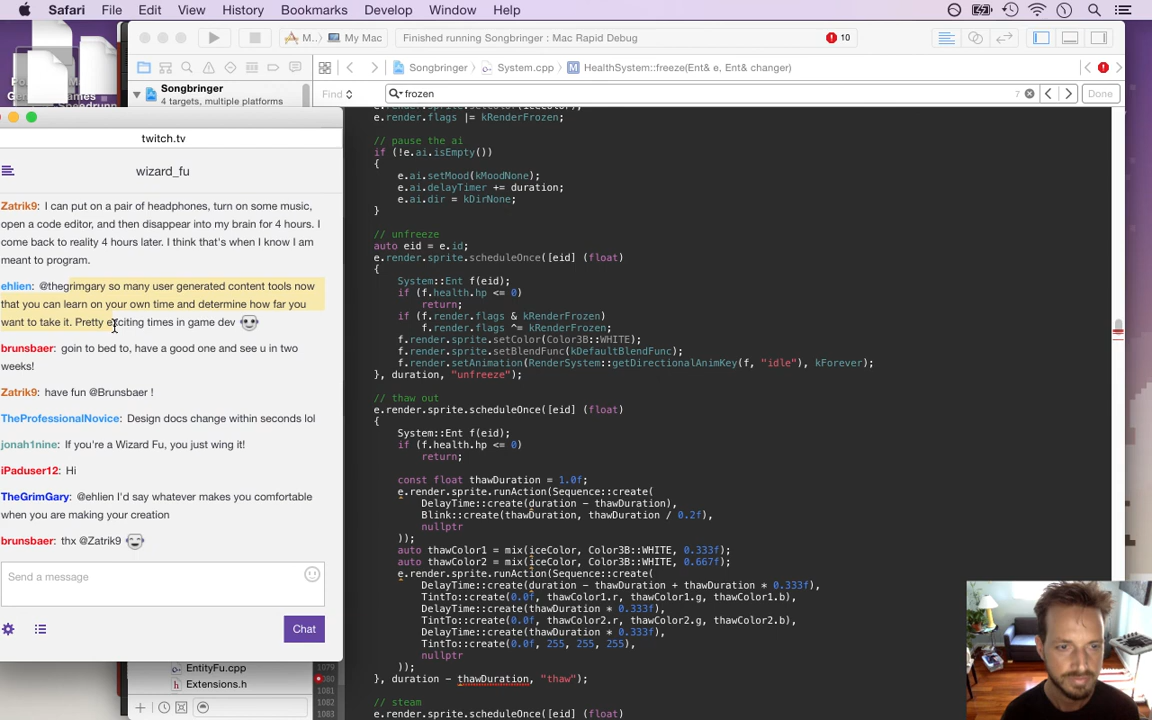 Safari File Edit View History Bookmarks Develop Window Help
M.. My Mac Finished running Songbringer : Mac Rapid Debug 10
Songbringer System.cpp HealthSystem::freeze(Ent& e, Ent& changer)
Songbringer
4 targets, multiple platforms
Find frozen 7 Done
twitch.tv
wizard_fu
Zatrik9: I can put on a pair of headphones, turn on some music,
open a code editor, and then disappear into my brain for 4 hours. I
come back to reality 4 hours later. I think that's when I know I am
meant to program.
ehlien: @thegrimgary so many user generated content tools now
that you can learn on your own time and determine how far you
want to take it. Pretty exciting times in game dev
brunsbaer: goin to bed to, have a good one and see u in two
weeks!
Zatrik9: have fun @Brunsbaer !
TheProfessionalNovice: Design docs change within seconds lol
jonah1nine: If you're a Wizard Fu, you just wing it!
iPaduser12: Hi
TheGrimGary: @ehlien I'd say whatever makes you comfortable
when you are making your creation
brunsbaer: thx @Zatrik9
Send a message
Chat
EntityFu.cpp
Extensions.h
e.render.flags |= kRenderFrozen;
// pause the ai
if (!e.ai.isEmpty())
{
e.ai.setMood(kMoodNone);
e.ai.delayTimer += duration;
e.ai.dir = kDirNone;
}
// unfreeze
auto eid = e.id;
e.render.sprite.scheduleOnce([eid] (float)
{
System::Ent f(eid);
if (f.health.hp <= 0)
return;
if (f.render.flags & kRenderFrozen)
f.render.flags ^= kRenderFrozen;
f.render.sprite.setColor(Color3B::WHITE);
f.render.sprite.setBlendFunc(kDefaultBlendFunc);
f.render.setAnimation(RenderSystem::getDirectionalAnimKey(f, "idle"), kForever);
}, duration, "unfreeze");
// thaw out
e.render.sprite.scheduleOnce([eid] (float)
{
System::Ent f(eid);
if (f.health.hp <= 0)
return;
const float thawDuration = 1.0f;
e.render.sprite.runAction(Sequence::create(
DelayTime::create(duration - thawDuration),
Blink::create(thawDuration, thawDuration / 0.2f),
nullptr
));
auto thawColor1 = mix(iceColor, Color3B::WHITE, 0.333f);
auto thawColor2 = mix(iceColor, Color3B::WHITE, 0.667f);
e.render.sprite.runAction(Sequence::create(
DelayTime::create(duration - thawDuration + thawDuration * 0.333f),
TintTo::create(0.0f, thawColor1.r, thawColor1.g, thawColor1.b),
DelayTime::create(thawDuration * 0.333f),
TintTo::create(0.0f, thawColor2.r, thawColor2.g, thawColor2.b),
DelayTime::create(thawDuration * 0.333f),
TintTo::create(0.0f, 255, 255, 255),
nullptr
1079 ));
1080 }, duration - thawDuration, "thaw");
1081
1082 // steam
1083 e.render.sprite.scheduleOnce([eid] (float)